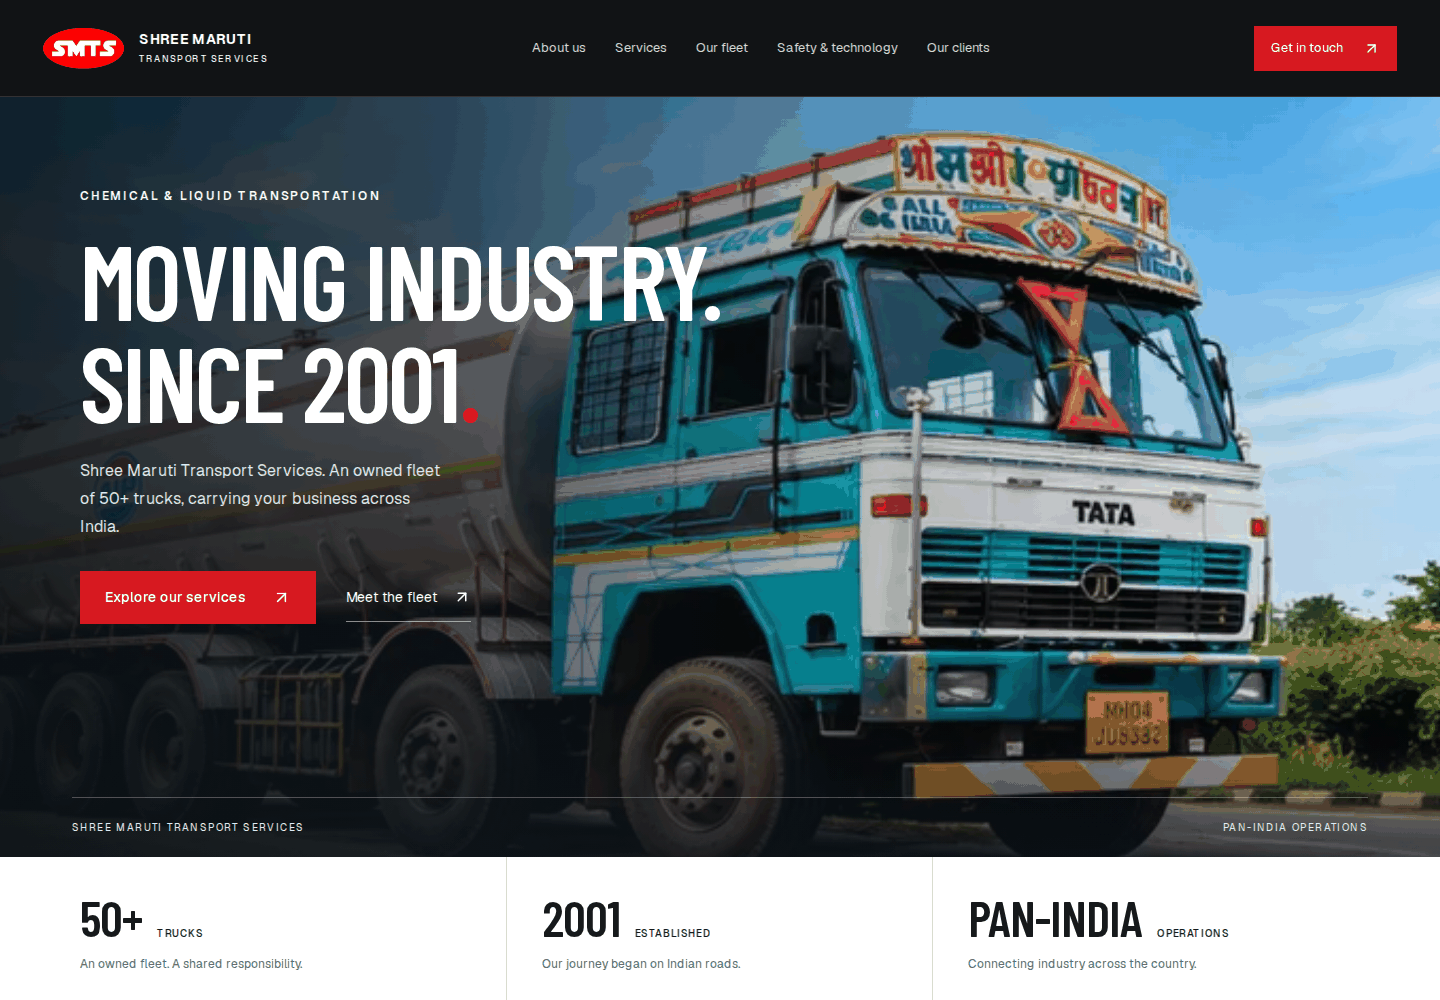 SMTS
SHREE MARUTI
TRANSPORT SERVICES
About us
Services
Our fleet
Safety & technology
Our clients
Get in touch
CHEMICAL & LIQUID TRANSPORTATION
MOVING INDUSTRY.
SINCE 2001.
Shree Maruti Transport Services. An owned fleet
of 50+ trucks, carrying your business across
India.
Explore our services
Meet the fleet
ALL
INDIA
TATA
MH04
SHREE MARUTI TRANSPORT SERVICES
PAN-INDIA OPERATIONS
50+ TRUCKS
An owned fleet. A shared responsibility.
2001 ESTABLISHED
Our journey began on Indian roads.
PAN-INDIA OPERATIONS
Connecting industry across the country.